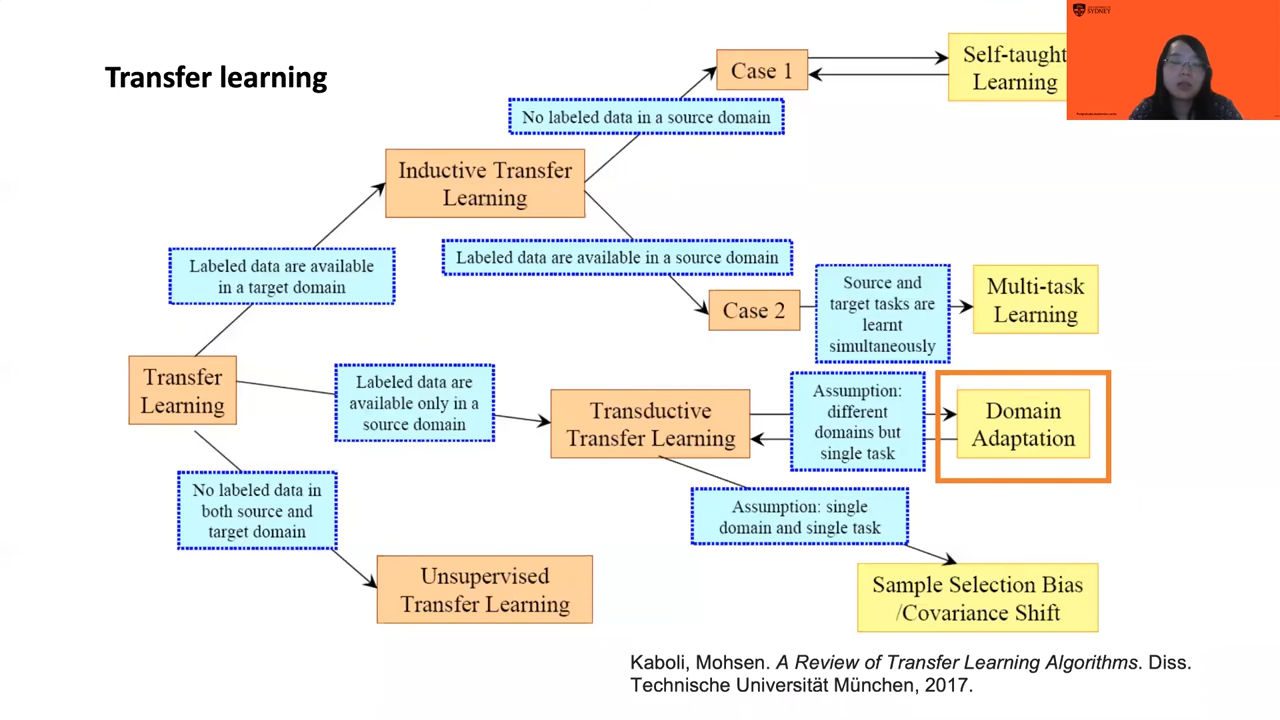 Transfer learning
SYDNEY
Case 1
Self-taught
Learning
No labeled data in a source domain
Inductive Transfer
Learning
Labeled data are available
in a target domain
Labeled data are available in a source domain
Case 2
Source and
target tasks are
learnt
simultaneously
Multi-task
Learning
Transfer
Learning
Labeled data are
available only in a
source domain
Transductive
Transfer Learning
Assumption:
different
domains but
single task
Domain
Adaptation
No labeled data in
both source and
target domain
Assumption: single
domain and single task
Unsupervised
Transfer Learning
Sample Selection Bias
/Covariance Shift
Kaboli, Mohsen. A Review of Transfer Learning Algorithms. Diss.
Technische Universität München, 2017.